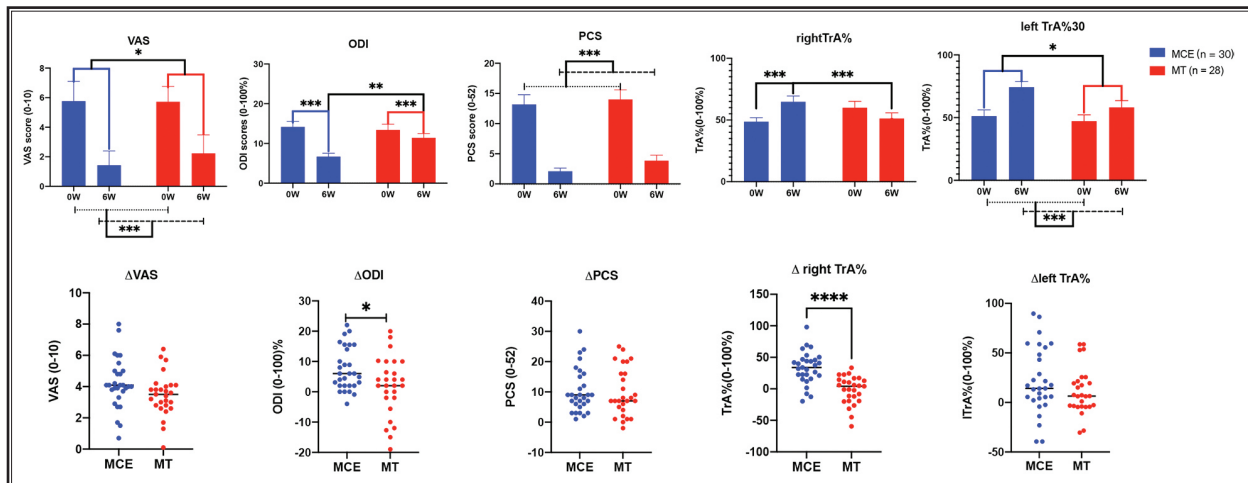 VAS
*
VAS score (0-10)
8
6
4
2
0
0W 6W 0W 6W
***
ODI
***
**
***
ODI scores (0-100%)
30
20
10
0
0W 6W 0W 6W
PCS
***
PCS score (0-52)
20
15
10
5
0
0W 6W 0W 6W
rightTrA%
*** ***
TrA%(0-100%)
100
50
0
0W 6W 0W 6W
left TrA%30
*
TrA%(0-100%)
100
50
0
0W 6W 0W 6W
***
MCE (n = 30)
MT (n = 28)
ΔVAS
VAS (0-10)
10
8
6
4
2
0
MCE MT
ΔODI
*
ODI (0-100)%
30
20
10
0
-10
-20
MCE MT
ΔPCS
PCS (0-52)
40
30
20
10
0
-10
MCE MT
Δ right TrA%
****
TrA%(0-100%)
150
100
50
0
-50
-100
MCE MT
Δleft TrA%
lTrA%(0-100%)
100
50
0
-50
MCE MT